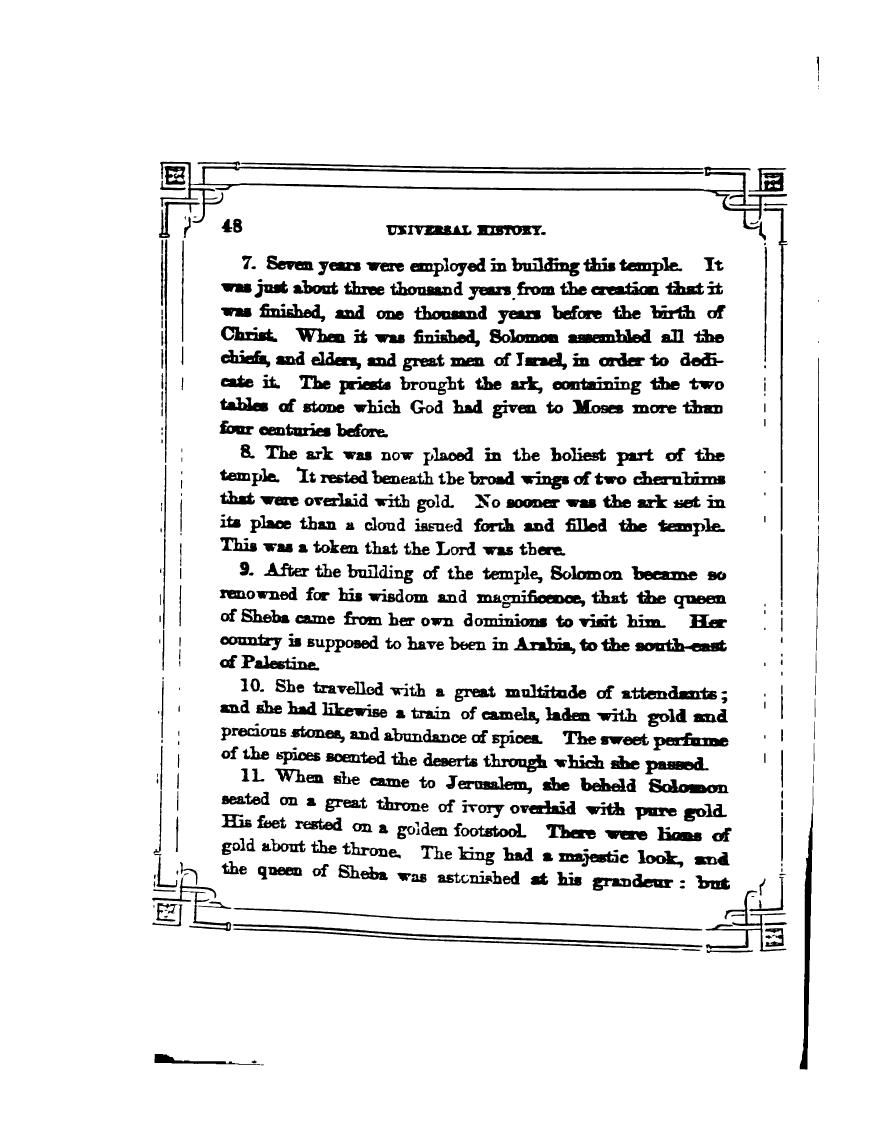 48 UNIVERSAL HISTORY.
7. Seven years were employed in building this temple. It
was just about three thousand years from the creation that it
was finished, and one thousand years before the birth of
Christ. When it was finished, Solomon assembled all the
chiefs, and elders, and great men of Israel, in order to dedi-
cate it. The priests brought the ark, containing the two
tables of stone which God had given to Moses more than
four centuries before.
8. The ark was now placed in the holiest part of the
temple. It rested beneath the broad wings of two cherubims
that were overlaid with gold. No sooner was the ark set in
its place than a cloud issued forth and filled the temple.
This was a token that the Lord was there.
9. After the building of the temple, Solomon became so
renowned for his wisdom and magnificence, that the queen
of Sheba came from her own dominions to visit him. Her
country is supposed to have been in Arabia, to the south-east
of Palestine.
10. She travelled with a great multitude of attendants;
and she had likewise a train of camels, laden with gold and
precious stones, and abundance of spices. The sweet perfume
of the spices scented the deserts through which she passed.
11. When she came to Jerusalem, she beheld Solomon
seated on a great throne of ivory overlaid with pure gold.
His feet rested on a golden footstool. There were lions of
gold about the throne. The king had a majestic look, and
the queen of Sheba was astonished at his grandeur: but